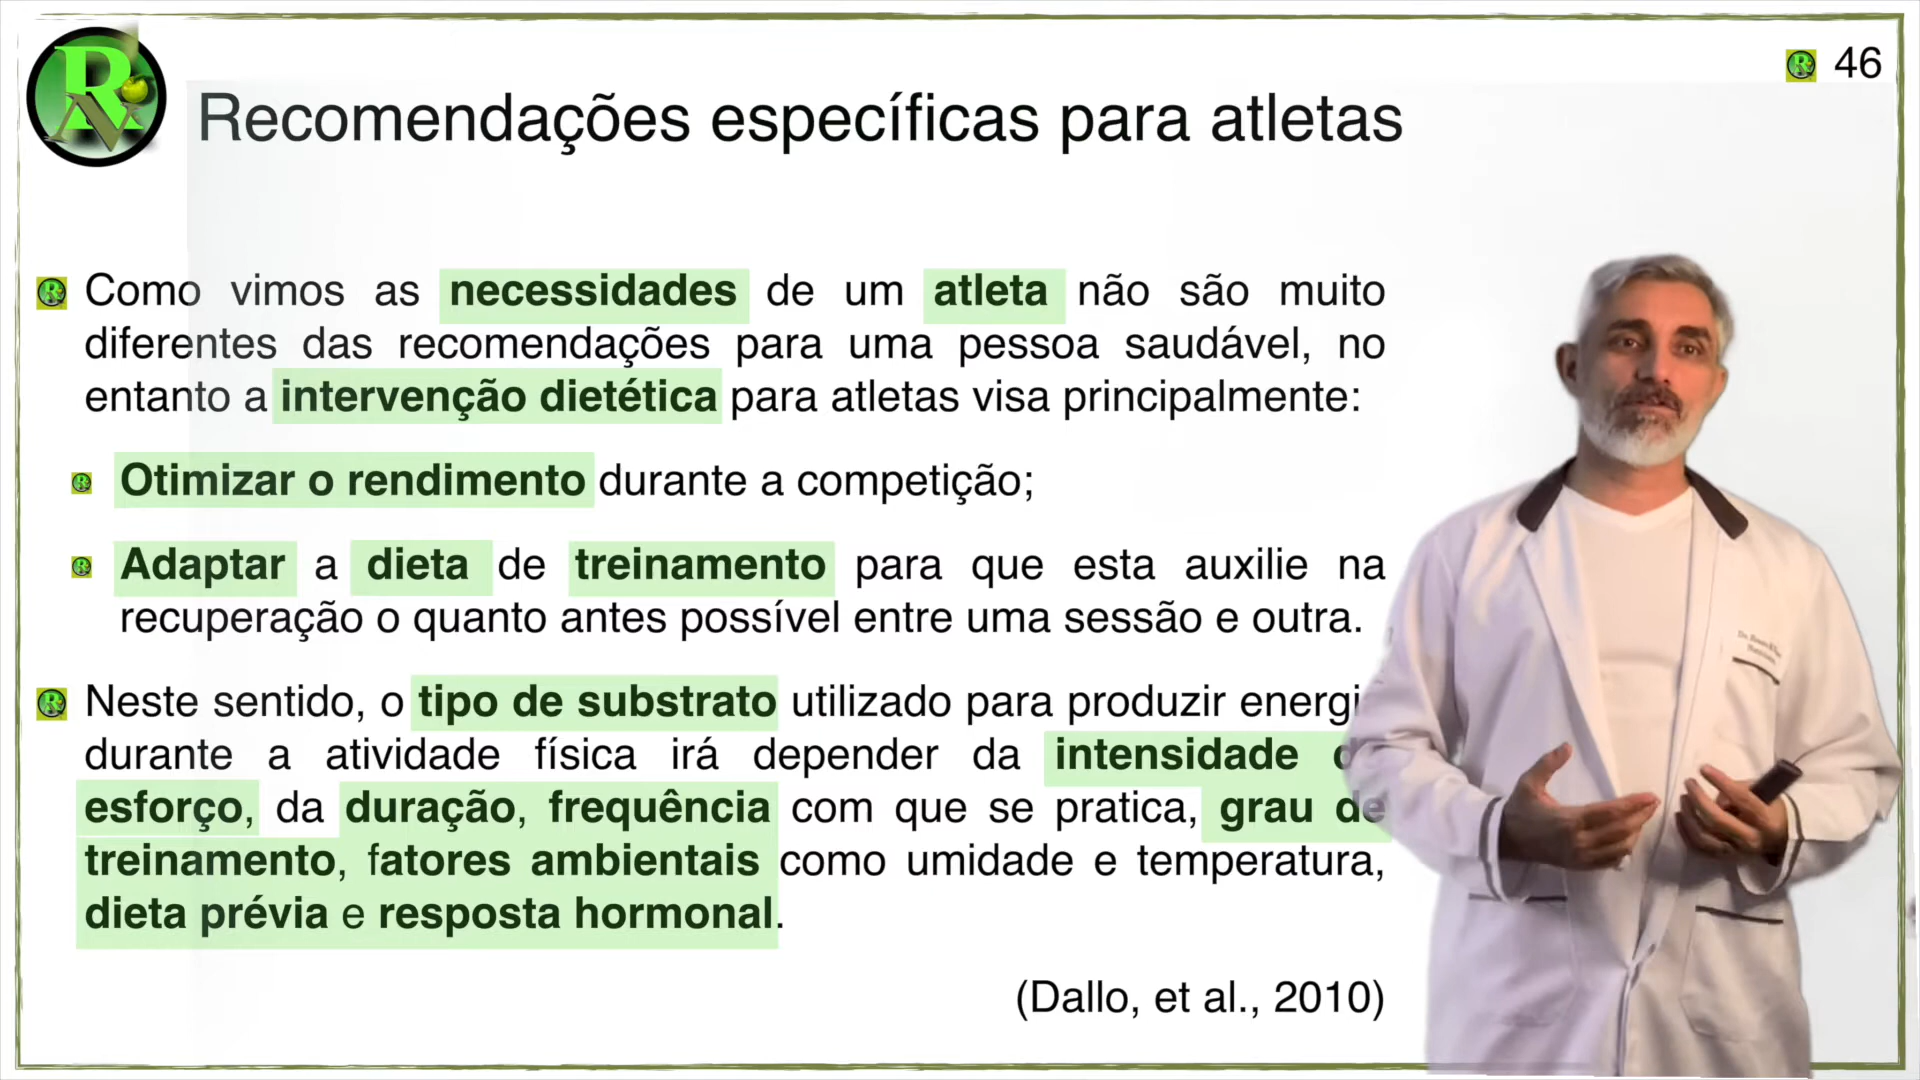 46
Recomendações específicas para atletas
Como vimos as necessidades de um atleta não são muito
diferentes das recomendações para uma pessoa saudável, no
entanto a intervenção dietética para atletas visa principalmente:
Otimizar o rendimento durante a competição;
Adaptar a dieta de treinamento para que esta auxilie na
recuperação o quanto antes possível entre uma sessão e outra.
Neste sentido, o tipo de substrato utilizado para produzir energi
durante a atividade física irá depender da intensidade d
esforço, da duração, frequência com que se pratica, grau de
treinamento, fatores ambientais como umidade e temperatura,
dieta prévia e resposta hormonal.
(Dallo, et al., 2010)